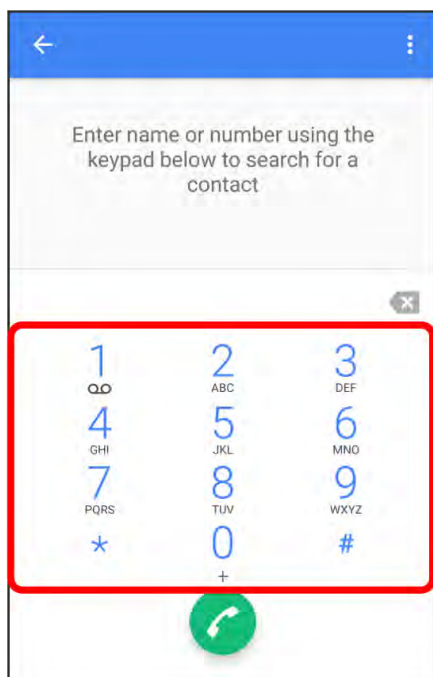 Enter name or number using the
keypad below to search for a
contact
1 2 3
ABC DEF
4 5 6
GHI JKL MNO
7 8 9
PQRS TUV WXYZ
* 0 #
+